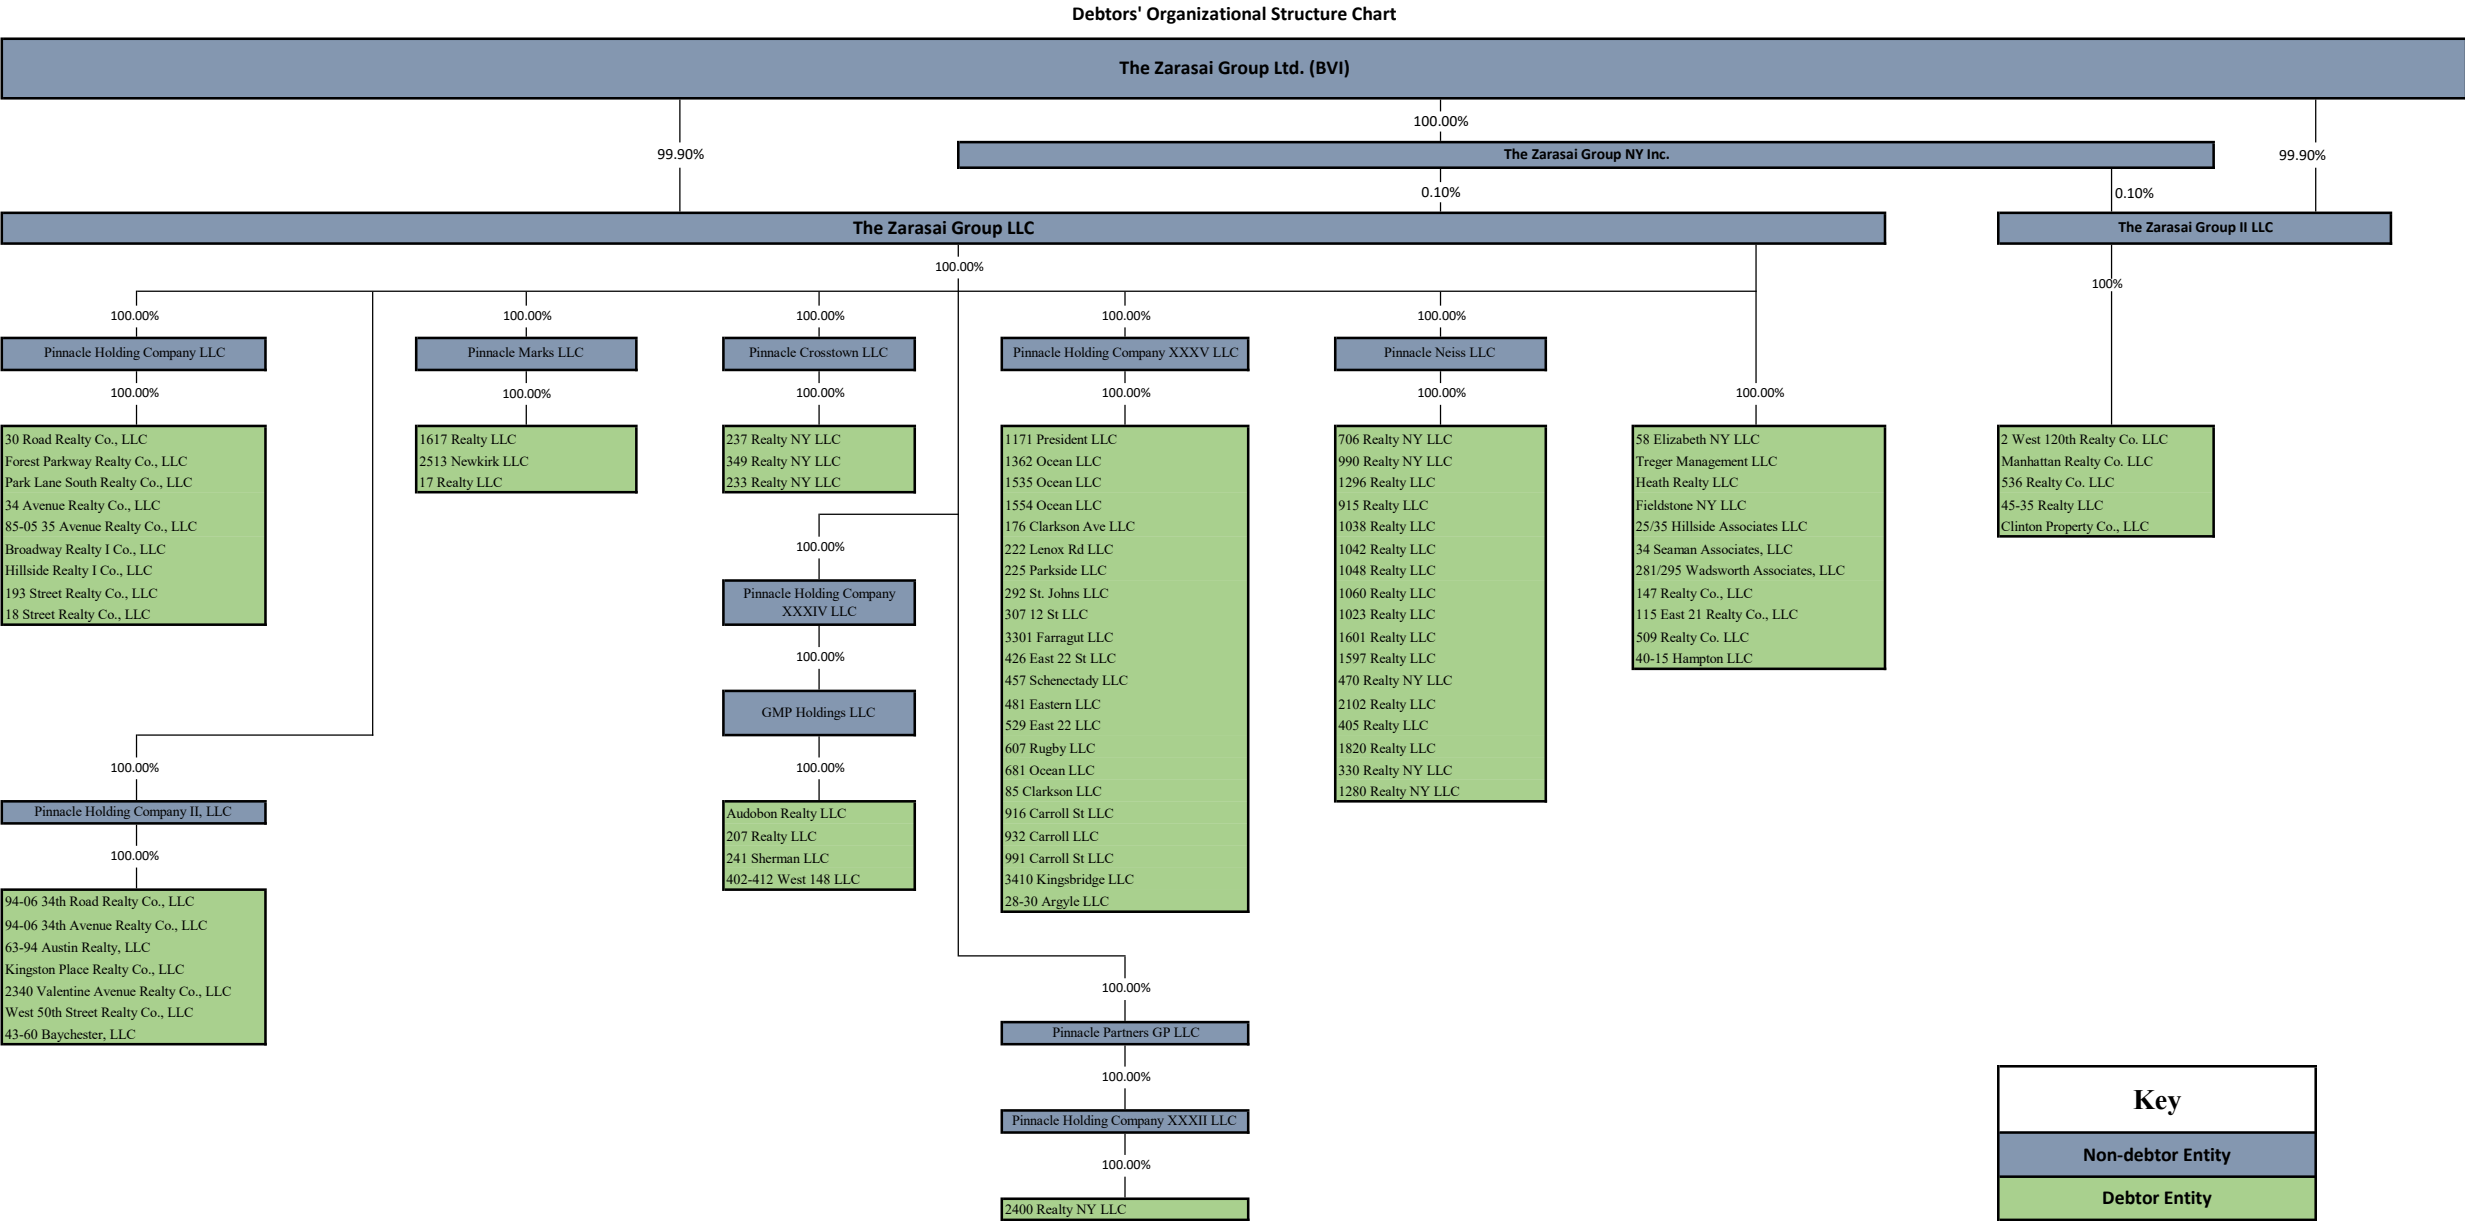 Debtors' Organizational Structure Chart
The Zarasai Group Ltd. (BVI)
99.90%
100.00%
The Zarasai Group NY Inc.
99.90%
0.10%
0.10%
The Zarasai Group LLC
The Zarasai Group II LLC
100.00%
100%
100.00%
Pinnacle Holding Company LLC
100.00%
30 Road Realty Co., LLC
Forest Parkway Realty Co., LLC
Park Lane South Realty Co., LLC
34 Avenue Realty Co., LLC
85-05 35 Avenue Realty Co., LLC
Broadway Realty I Co., LLC
Hillside Realty I Co., LLC
193 Street Realty Co., LLC
18 Street Realty Co., LLC
100.00%
Pinnacle Holding Company II, LLC
100.00%
94-06 34th Road Realty Co., LLC
94-06 34th Avenue Realty Co., LLC
63-94 Austin Realty, LLC
Kingston Place Realty Co., LLC
2340 Valentine Avenue Realty Co., LLC
West 50th Street Realty Co., LLC
43-60 Baychester, LLC
100.00%
Pinnacle Marks LLC
100.00%
1617 Realty LLC
2513 Newkirk LLC
17 Realty LLC
100.00%
Pinnacle Crosstown LLC
100.00%
237 Realty NY LLC
349 Realty NY LLC
233 Realty NY LLC
100.00%
Pinnacle Holding Company
XXXIV LLC
100.00%
GMP Holdings LLC
100.00%
Audobon Realty LLC
207 Realty LLC
241 Sherman LLC
402-412 West 148 LLC
100.00%
Pinnacle Holding Company XXXV LLC
100.00%
1171 President LLC
1362 Ocean LLC
1535 Ocean LLC
1554 Ocean LLC
176 Clarkson Ave LLC
222 Lenox Rd LLC
225 Parkside LLC
292 St. Johns LLC
307 12 St LLC
3301 Farragut LLC
426 East 22 St LLC
457 Schenectady LLC
481 Eastern LLC
529 East 22 LLC
607 Rugby LLC
681 Ocean LLC
85 Clarkson LLC
916 Carroll St LLC
932 Carroll LLC
991 Carroll St LLC
3410 Kingsbridge LLC
28-30 Argyle LLC
100.00%
Pinnacle Partners GP LLC
100.00%
Pinnacle Holding Company XXXII LLC
100.00%
2400 Realty NY LLC
100.00%
Pinnacle Neiss LLC
100.00%
706 Realty NY LLC
990 Realty NY LLC
1296 Realty NY LLC
915 Realty LLC
1038 Realty LLC
1042 Realty LLC
1048 Realty LLC
1060 Realty LLC
1023 Realty LLC
1601 Realty LLC
1597 Realty LLC
470 Realty NY LLC
2102 Realty LLC
405 Realty LLC
1820 Realty LLC
330 Realty NY LLC
1280 Realty NY LLC
100.00%
58 Elizabeth NY LLC
Treger Management LLC
Heath Realty LLC
Fieldstone NY LLC
25/35 Hillside Associates LLC
34 Seaman Associates, LLC
281/295 Wadsworth Associates, LLC
147 Realty Co., LLC
115 East 21 Realty Co., LLC
509 Realty Co. LLC
40-15 Hampton LLC
2 West 120th Realty Co. LLC
Manhattan Realty Co. LLC
536 Realty Co. LLC
45-35 Realty LLC
Clinton Property Co., LLC
Key
Non-debtor Entity
Debtor Entity